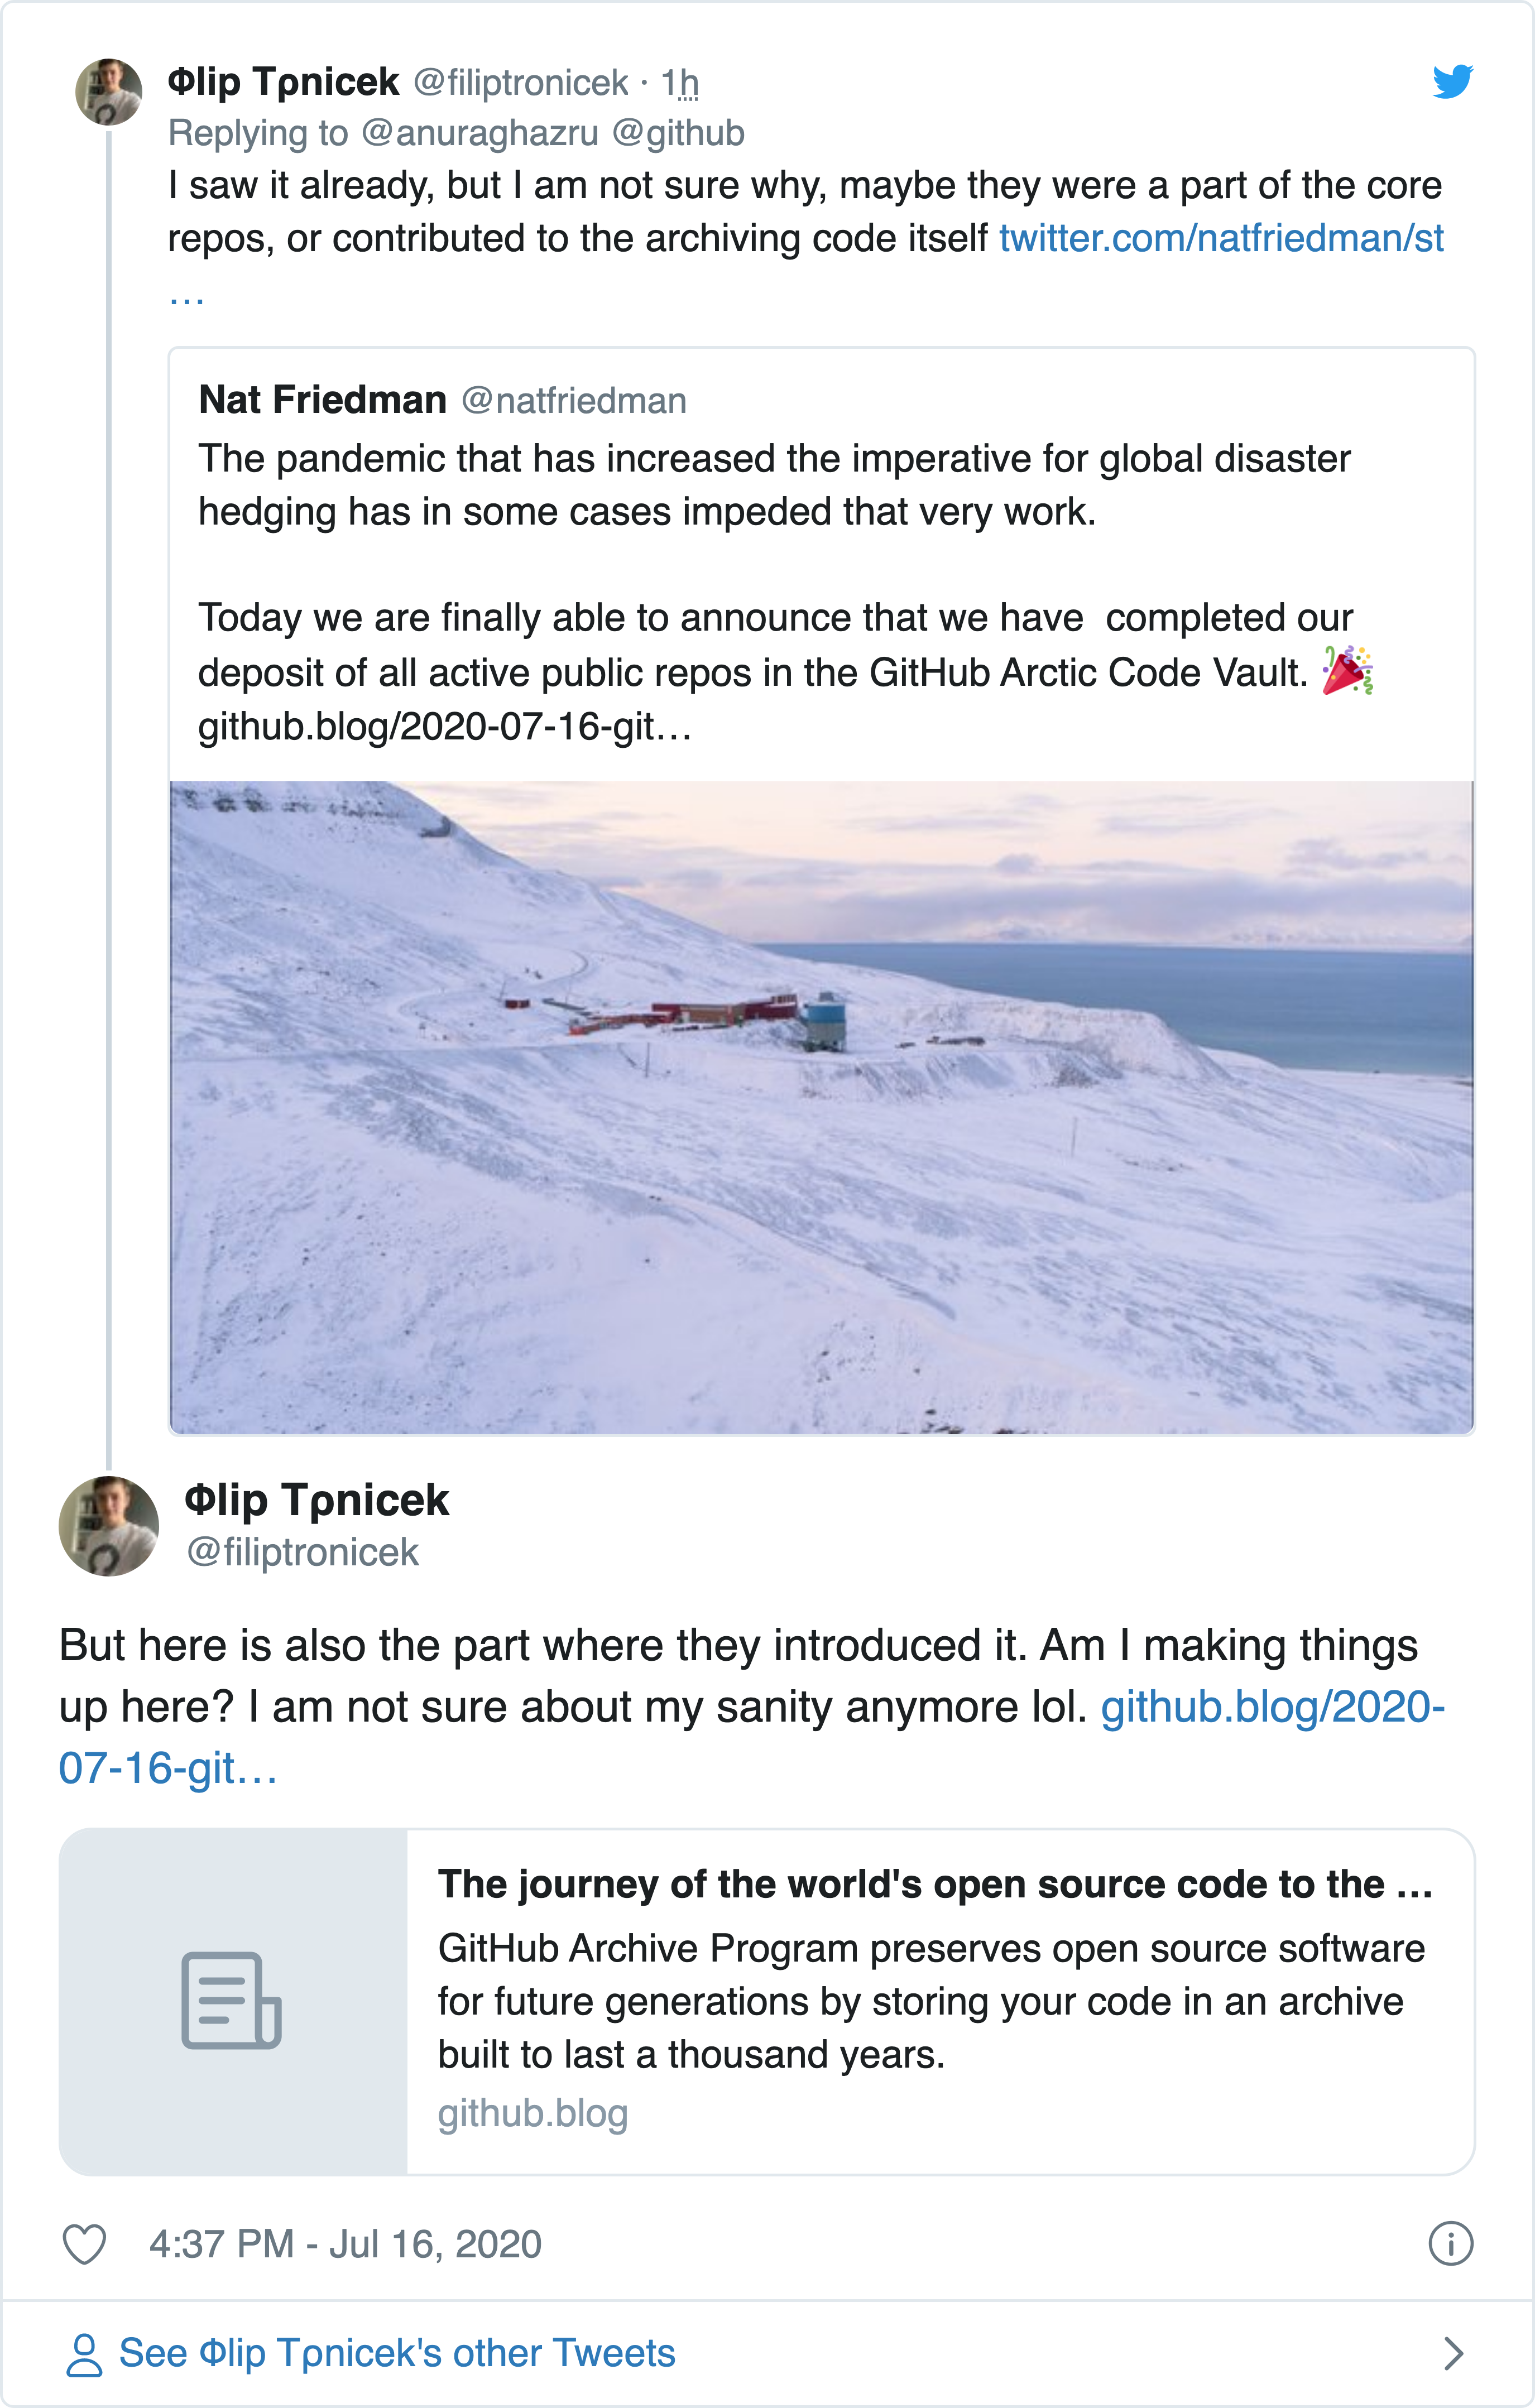 Φlip Tρnicek @filiptronicek · 1h
Replying to @anuraghazru @github
I saw it already, but I am not sure why, maybe they were a part of the core
repos, or contributed to the archiving code itself twitter.com/natfriedman/st
…
Nat Friedman @natfriedman
The pandemic that has increased the imperative for global disaster
hedging has in some cases impeded that very work.
Today we are finally able to announce that we have  completed our
deposit of all active public repos in the GitHub Arctic Code Vault. 🎉
github.blog/2020-07-16-git…
Φlip Tρnicek
@filiptronicek
But here is also the part where they introduced it. Am I making things
up here? I am not sure about my sanity anymore lol. github.blog/2020-
07-16-git…
The journey of the world's open source code to the ...
GitHub Archive Program preserves open source software
for future generations by storing your code in an archive
built to last a thousand years.
github.blog
4:37 PM - Jul 16, 2020
See Φlip Tρnicek's other Tweets